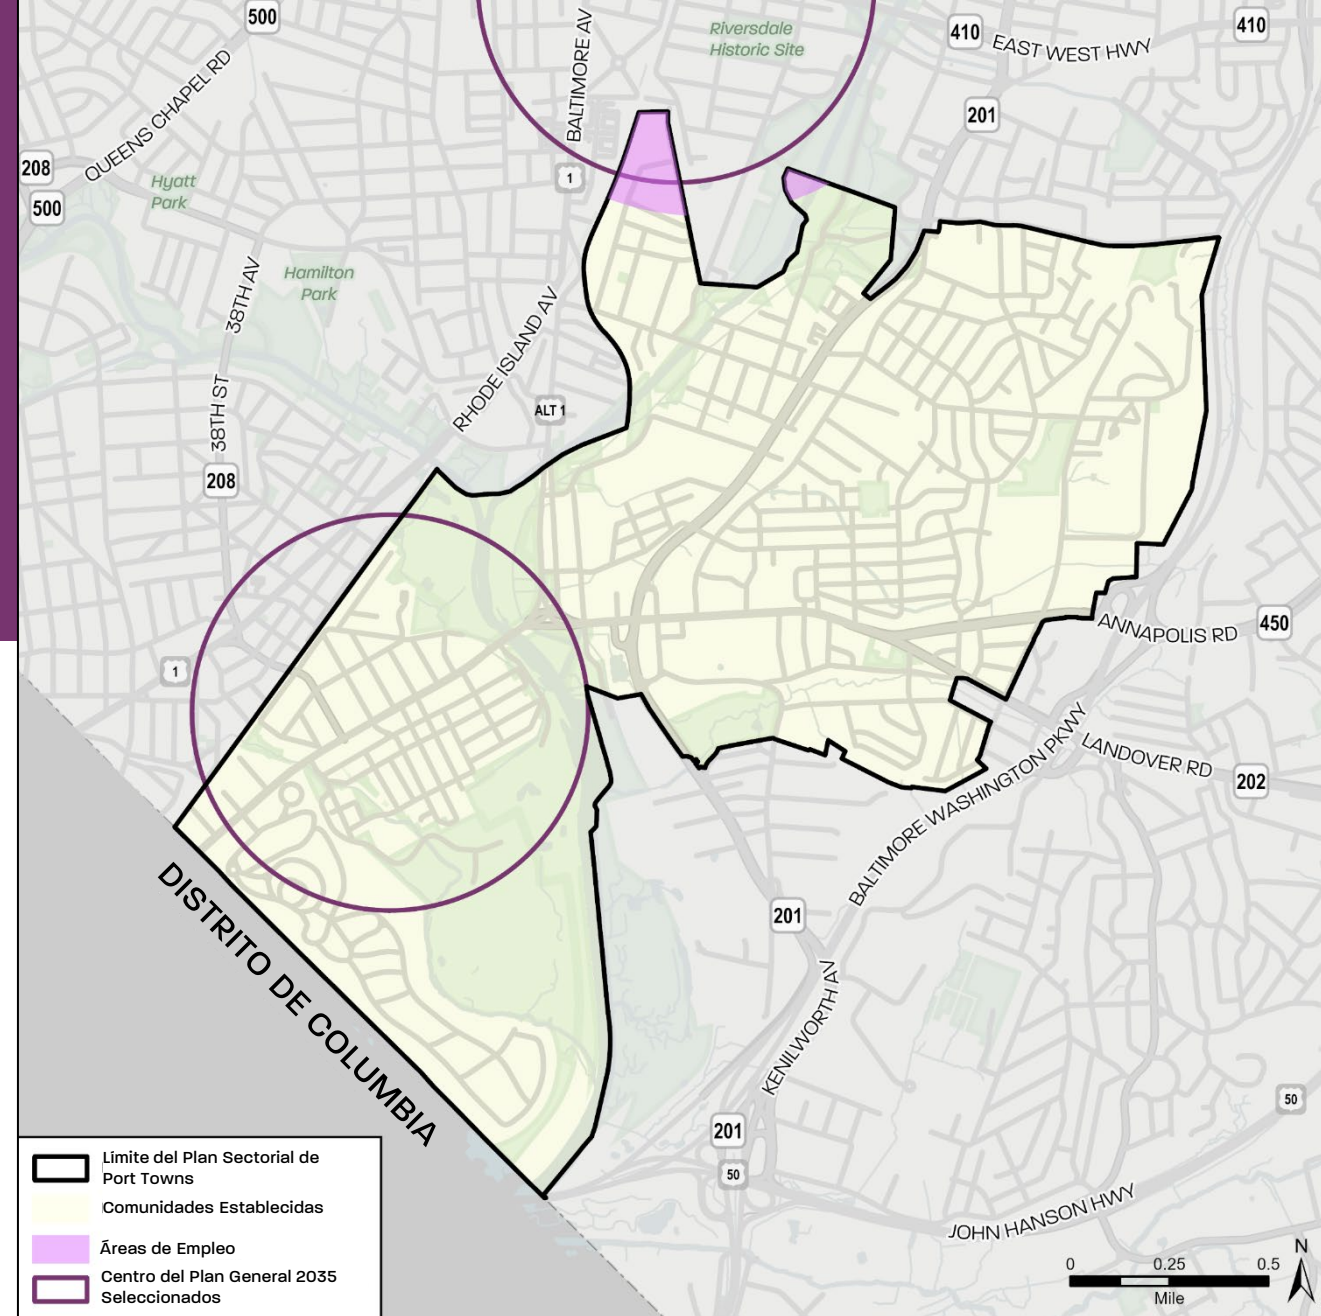 500
BALTIMORE AV
Riversdale
Historic Site
410
EAST WEST HWY
410
QUEENS CHAPEL RD
201
208
500
Hyatt
Park
1
38TH AV
Hamilton
Park
RHODE ISLAND AV
38TH ST
ALT 1
208
ANNAPOLIS RD
450
1
LANDOVER RD
202
BALTIMORE WASHINGTON PKWY
201
KENILWORTH AV
DISTRITO DE COLUMBIA
201
50
50
JOHN HANSON HWY
Límite del Plan Sectorial de
Port Towns
Comunidades Establecidas
Áreas de Empleo
Centro del Plan General 2035
Seleccionados
0 0.25 0.5
Mile
N